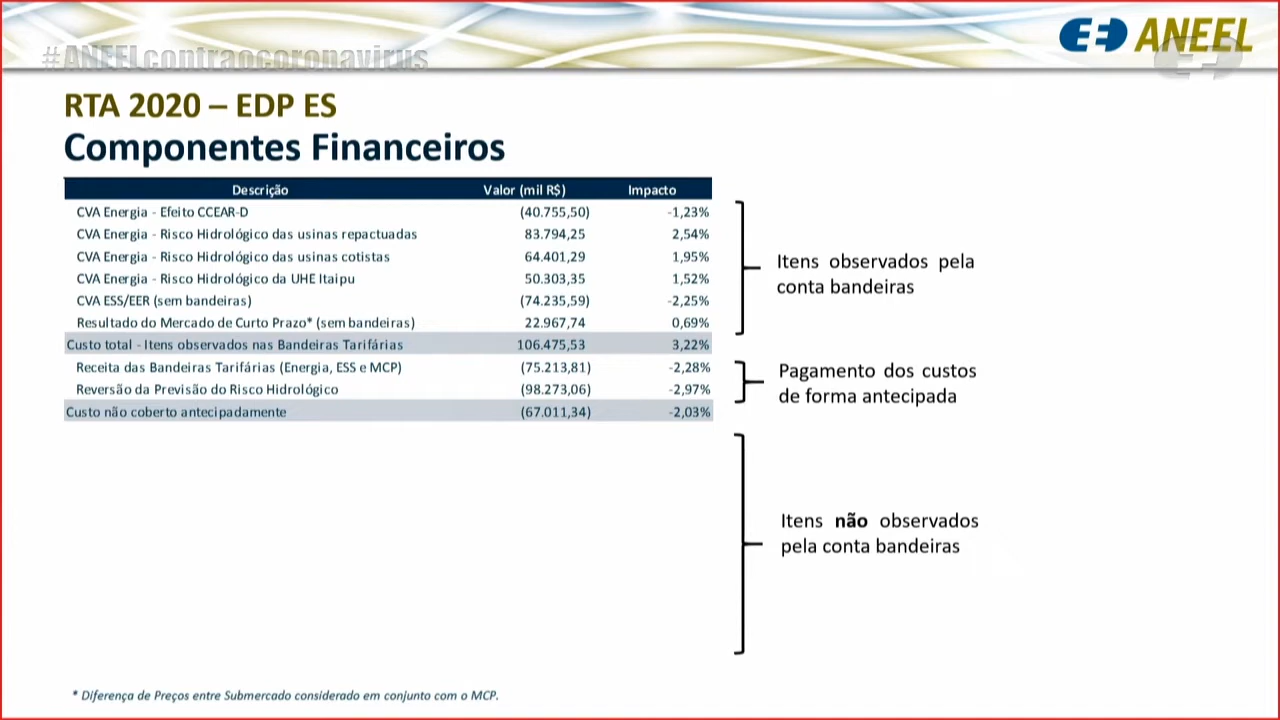 #ANEELcontraocoronavirus
ANEEL
RTA 2020 – EDP ES
Componentes Financeiros
Descrição Valor (mil R$) Impacto
CVA Energia - Efeito CCEAR-D (40.755,50) -1,23%
CVA Energia - Risco Hidrológico das usinas repactuadas 83.794,25 2,54%
CVA Energia - Risco Hidrológico das usinas cotistas 64.401,29 1,95%
CVA Energia - Risco Hidrológico da UHE Itaipu 50.303,35 1,52%
CVA ESS/EER (sem bandeiras) (74.235,59) -2,25%
Resultado do Mercado de Curto Prazo* (sem bandeiras) 22.967,74 0,69%
Custo total - Itens observados nas Bandeiras Tarifárias 106.475,53 3,22%
Receita das Bandeiras Tarifárias (Energia, ESS e MCP) (75.213,81) -2,28%
Reversão da Previsão do Risco Hidrológico (98.273,06) -2,97%
Custo não coberto antecipadamente (67.011,34) -2,03%
Itens observados pela
conta bandeiras
Pagamento dos custos
de forma antecipada
Itens não observados
pela conta bandeiras
* Diferença de Preços entre Submercado considerado em conjunto com o MCP.